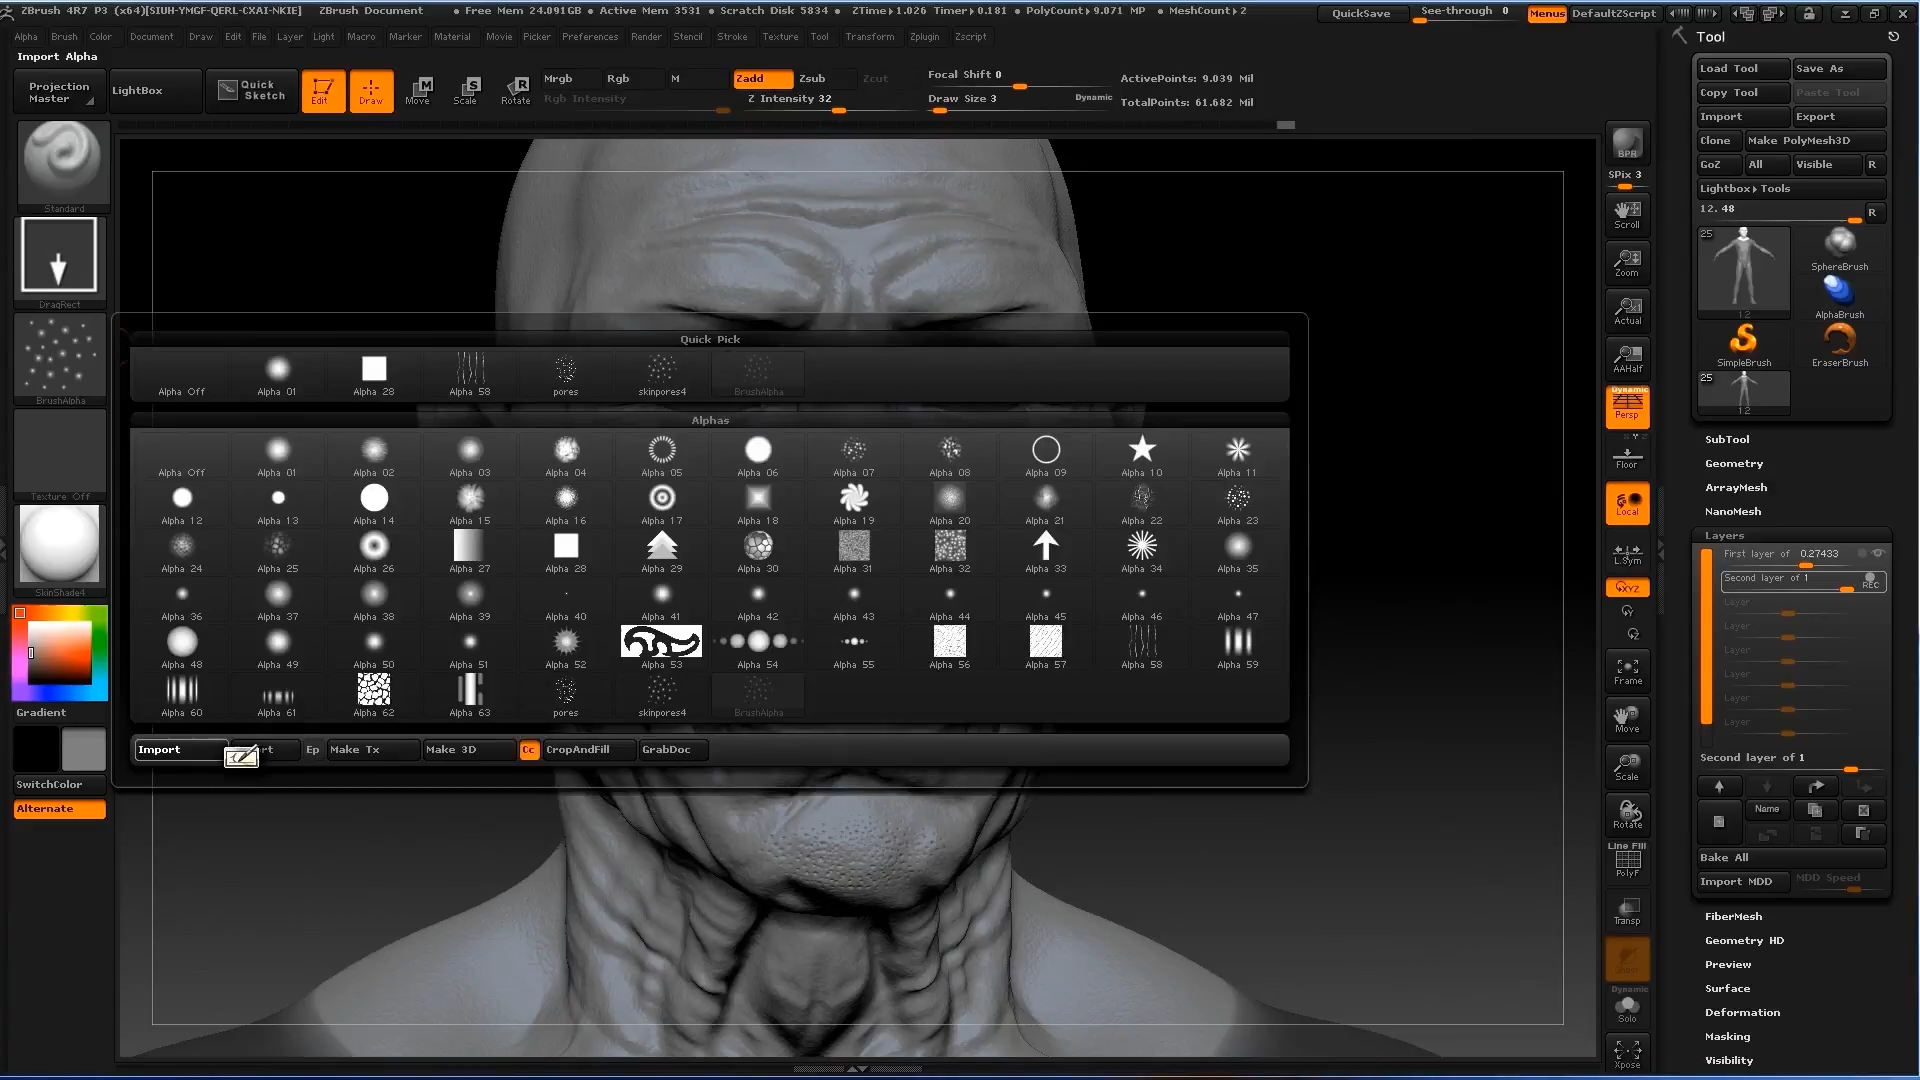 ZBrush 4R7 P3 (x64)[SIUH-YMGF-QERL-CXAI-NKIE] ZBrush Document • Free Mem 24.091GB • Active Mem 3531 • Scratch Disk 5834 • ZTime▸1.026 Timer▸0.181 • PolyCount▸9.071 MP • MeshCount▸2 QuickSave See-through 0 Menus DefaultZScript
Alpha Brush Color Document Draw Edit File Layer Light Macro Marker Material Movie Picker Preferences Render Stencil Stroke Texture Tool Transform Zplugin Zscript
Import Alpha
Projection Master
LightBox
Quick Sketch
Edit
Draw
Move
Scale
Rotate
Mrgb Rgb M Zadd Zsub Zcut
Rgb Intensity Z Intensity 32
Focal Shift 0
Draw Size 3 Dynamic
ActivePoints: 9.039 Mil
TotalPoints: 61.682 Mil
Standard
DragRect
BrushAlpha
Texture Off
SkinShade4
Gradient
SwitchColor
Alternate
Quick Pick
Alpha Off Alpha 01 Alpha 28 Alpha 58 pores skinpores4 BrushAlpha
Alphas
Alpha Off Alpha 01 Alpha 02 Alpha 03 Alpha 04 Alpha 05 Alpha 06 Alpha 07 Alpha 08 Alpha 09 Alpha 10 Alpha 11
Alpha 12 Alpha 13 Alpha 14 Alpha 15 Alpha 16 Alpha 17 Alpha 18 Alpha 19 Alpha 20 Alpha 21 Alpha 22 Alpha 23
Alpha 24 Alpha 25 Alpha 26 Alpha 27 Alpha 28 Alpha 29 Alpha 30 Alpha 31 Alpha 32 Alpha 33 Alpha 34 Alpha 35
Alpha 36 Alpha 37 Alpha 38 Alpha 39 Alpha 40 Alpha 41 Alpha 42 Alpha 43 Alpha 44 Alpha 45 Alpha 46 Alpha 47
Alpha 48 Alpha 49 Alpha 50 Alpha 51 Alpha 52 Alpha 53 Alpha 54 Alpha 55 Alpha 56 Alpha 57 Alpha 58 Alpha 59
Alpha 60 Alpha 61 Alpha 62 Alpha 63 pores skinpores4 BrushAlpha
Import rt Ep Make Tx Make 3D Cc CropAndFill GrabDoc
BPR
SPix 3
Scroll
Zoom
Actual
AAHalf
Dynamic
Persp
Floor
Local
L.Sym
XYZ
Frame
Move
Scale
Rotate
Line Fill
PolyF
Transp
Dynamic
Solo
Xpose
Tool
Load Tool Save As
Copy Tool Paste Tool
Import Export
Clone Make PolyMesh3D
GoZ All Visible R
Lightbox▸Tools
12. 48 R
25
12
SphereBrush
AlphaBrush
SimpleBrush
EraserBrush
25
12
SubTool
Geometry
ArrayMesh
NanoMesh
Layers
First layer of 0.27433
Second layer of 1 REC
Layer
Layer
Layer
Layer
Layer
Layer
Second layer of 1
Name
Bake All
Import MDD MDD Speed
FiberMesh
Geometry HD
Preview
Surface
Deformation
Masking
Visibility